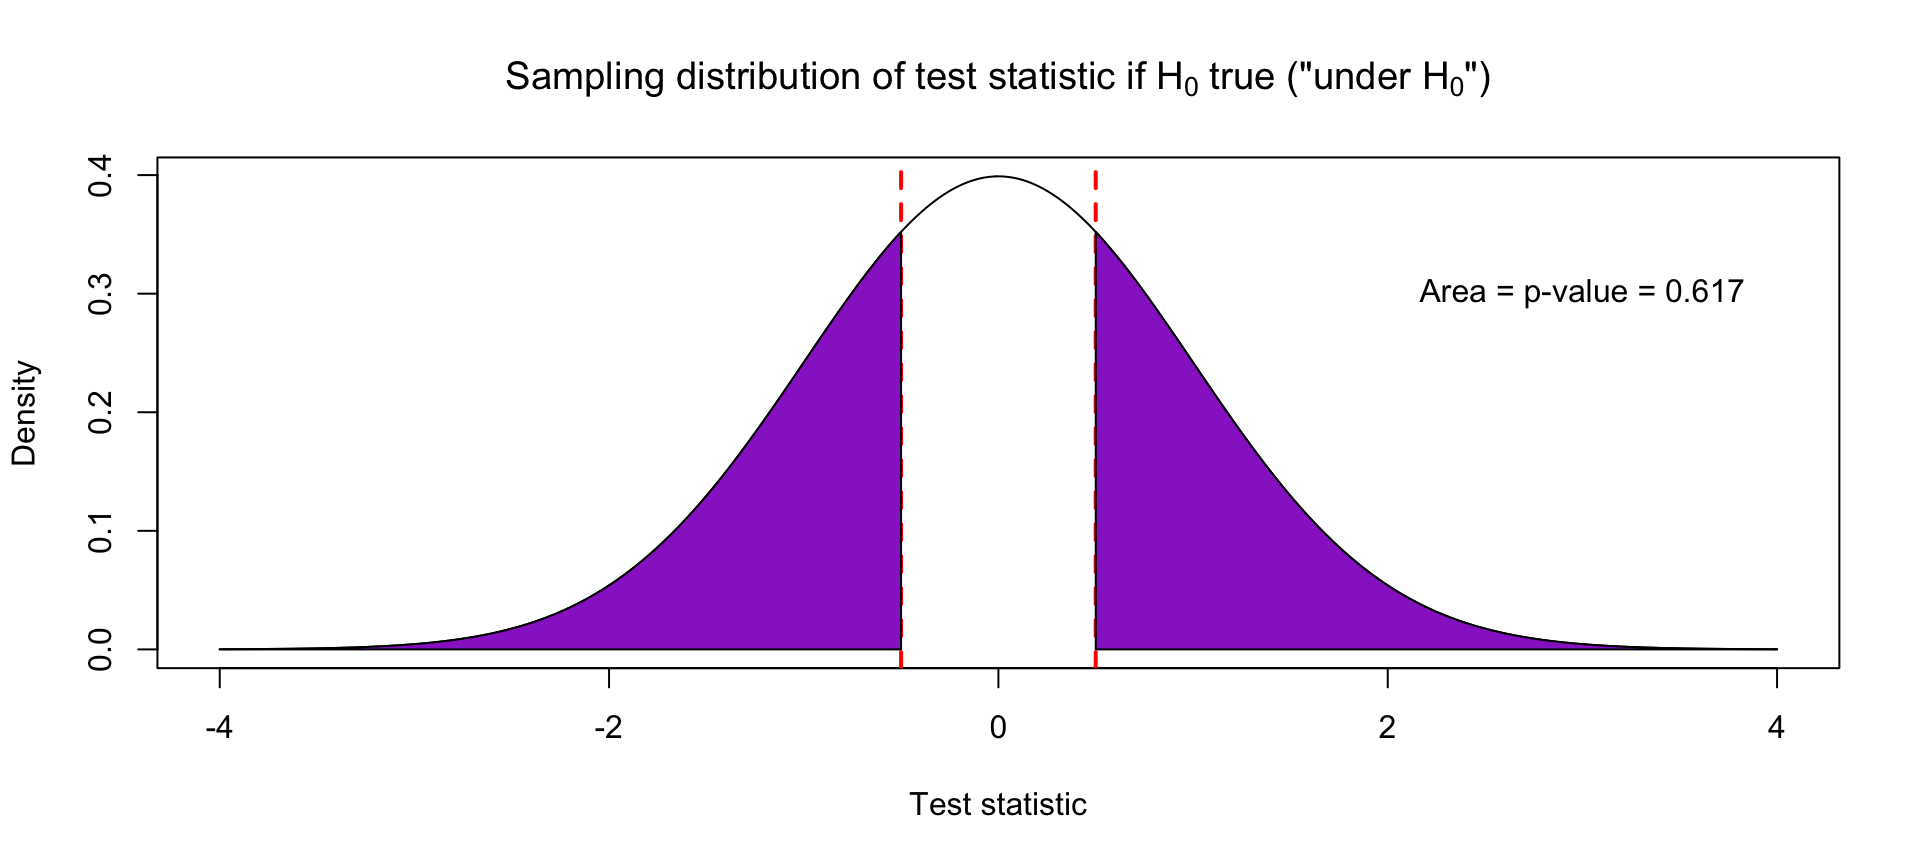 Sampling distribution of test statistic if H₀ true ("under H₀")
Density
0.4
0.3
0.2
0.1
0.0
Area = p-value = 0.617
-4 -2 0 2 4
Test statistic